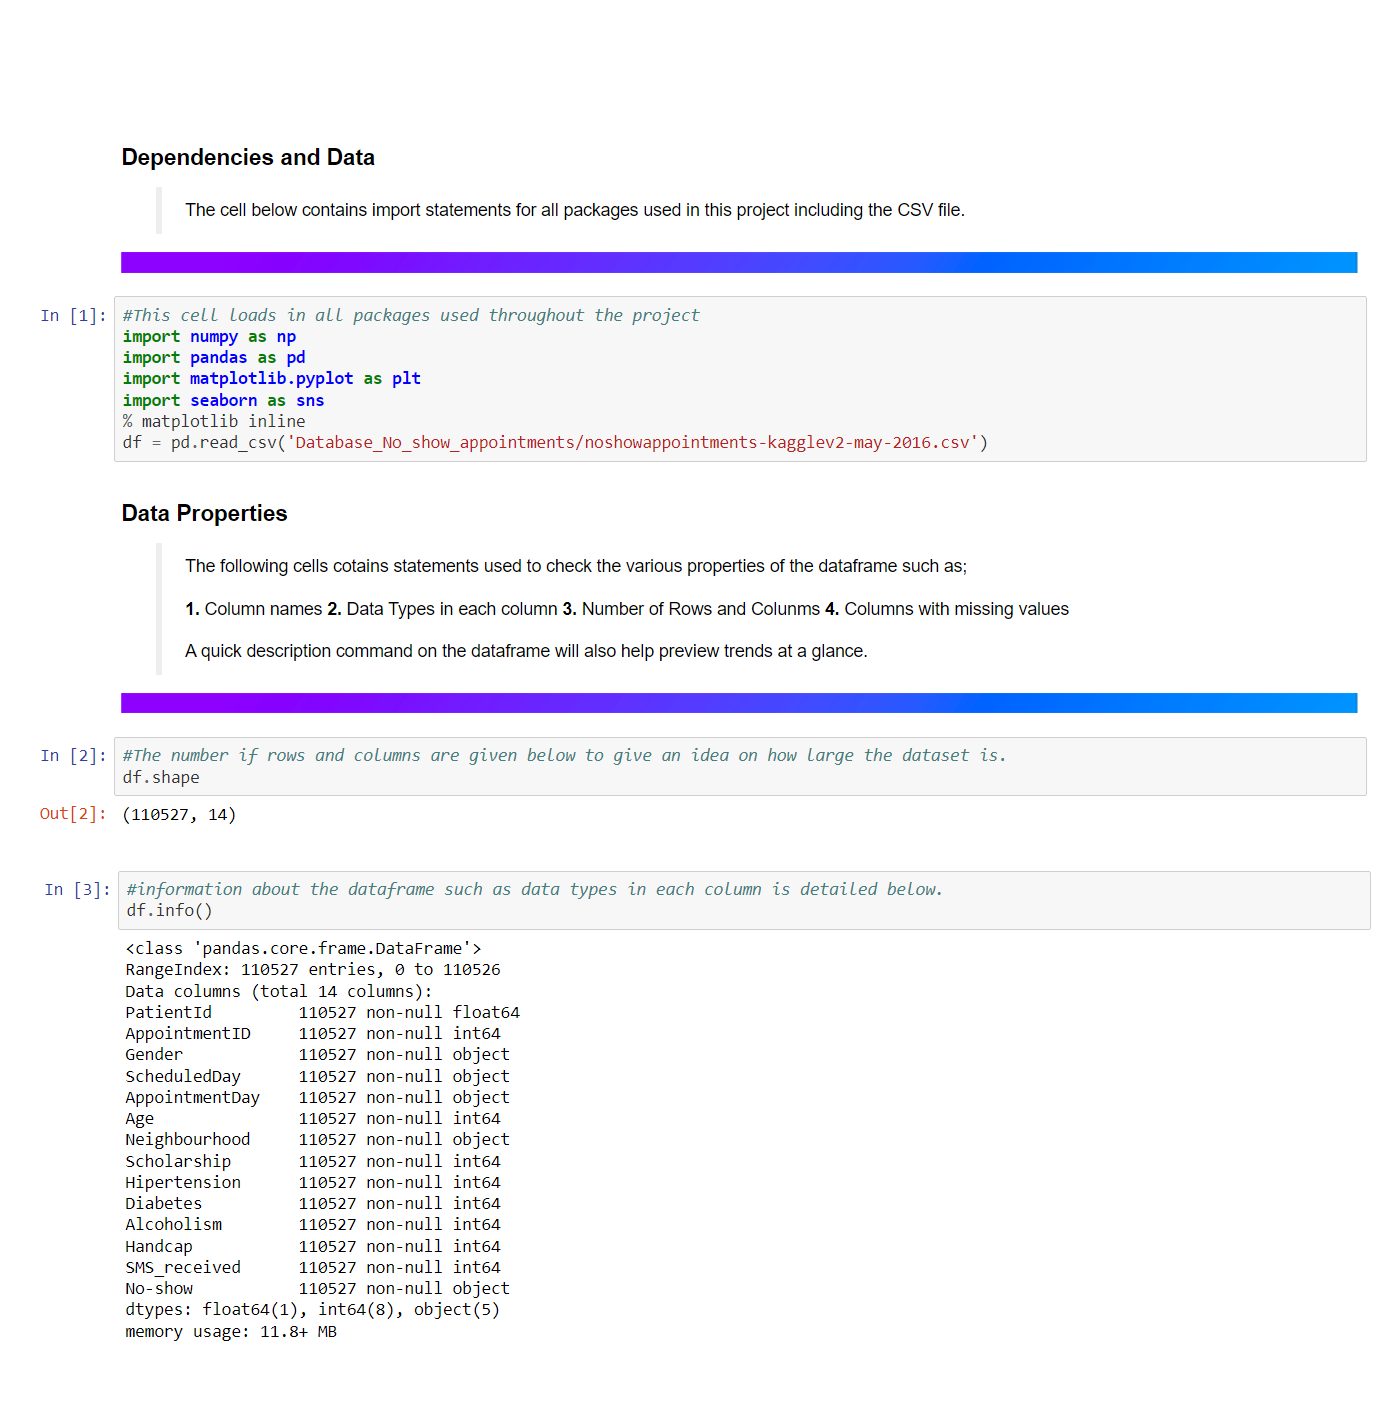 Dependencies and Data
The cell below contains import statements for all packages used in this project including the CSV file.
In [1]: #This cell loads in all packages used throughout the project
import numpy as np
import pandas as pd
import matplotlib.pyplot as plt
import seaborn as sns
% matplotlib inline
df = pd.read_csv('Database_No_show_appointments/noshowappointments-kagglev2-may-2016.csv')
Data Properties
The following cells cotains statements used to check the various properties of the dataframe such as;
1. Column names 2. Data Types in each column 3. Number of Rows and Colunms 4. Columns with missing values
A quick description command on the dataframe will also help preview trends at a glance.
In [2]: #The number if rows and columns are given below to give an idea on how large the dataset is.
df.shape
Out[2]: (110527, 14)
In [3]: #information about the dataframe such as data types in each column is detailed below.
df.info()
<class 'pandas.core.frame.DataFrame'>
RangeIndex: 110527 entries, 0 to 110526
Data columns (total 14 columns):
PatientId         110527 non-null float64
AppointmentID     110527 non-null int64
Gender            110527 non-null object
ScheduledDay      110527 non-null object
AppointmentDay    110527 non-null object
Age               110527 non-null int64
Neighbourhood     110527 non-null object
Scholarship       110527 non-null int64
Hipertension      110527 non-null int64
Diabetes          110527 non-null int64
Alcoholism        110527 non-null int64
Handcap           110527 non-null int64
SMS_received      110527 non-null int64
No-show           110527 non-null object
dtypes: float64(1), int64(8), object(5)
memory usage: 11.8+ MB